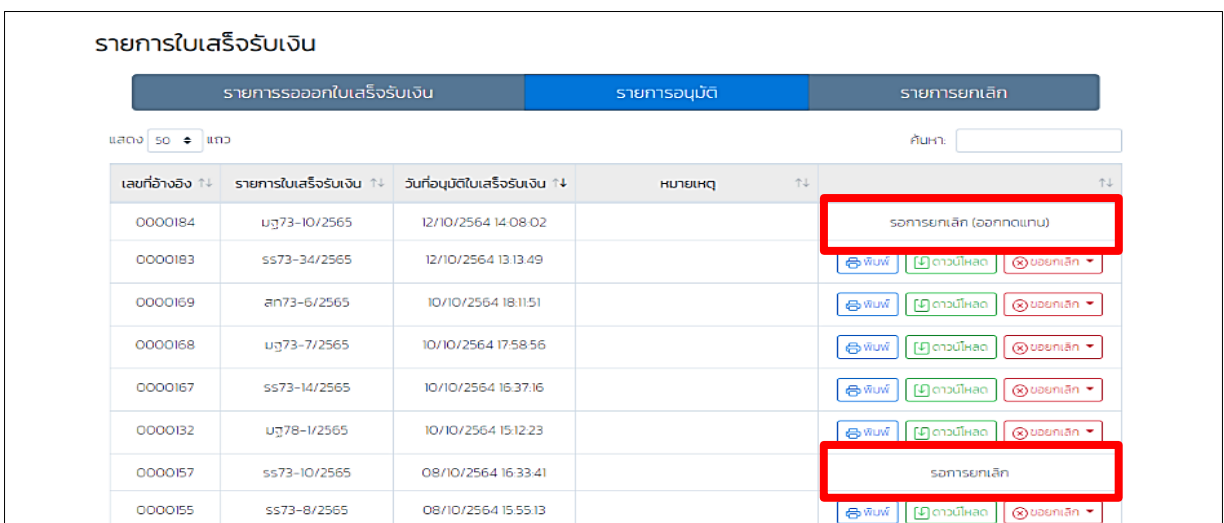 รายการใบเสร็จรับเงิน
รายการรอออกใบเสร็จรับเงิน รายการอนุมัติ รายการยกเลิก
แสดง 50 แถว ค้นหา:
เลขที่อ้างอิง รายการใบเสร็จรับเงิน วันที่อนุมัติใบเสร็จรับเงิน หมายเหตุ
0000184 มฐ73-10/2565 12/10/2564 14:08:02 รอการยกเลิก (ออกทดแทน)
0000183 รร73-34/2565 12/10/2564 13:13:49 พิมพ์ ดาวน์โหลด ขอยกเลิก
0000169 สก73-6/2565 10/10/2564 18:11:51 พิมพ์ ดาวน์โหลด ขอยกเลิก
0000168 มฐ73-7/2565 10/10/2564 17:58:56 พิมพ์ ดาวน์โหลด ขอยกเลิก
0000167 รร73-14/2565 10/10/2564 16:37:16 พิมพ์ ดาวน์โหลด ขอยกเลิก
0000132 มฐ78-1/2565 10/10/2564 15:12:23 พิมพ์ ดาวน์โหลด ขอยกเลิก
0000157 รร73-10/2565 08/10/2564 16:33:41 รอการยกเลิก
0000155 รร73-8/2565 08/10/2564 15:55:13 พิมพ์ ดาวน์โหลด ขอยกเลิก